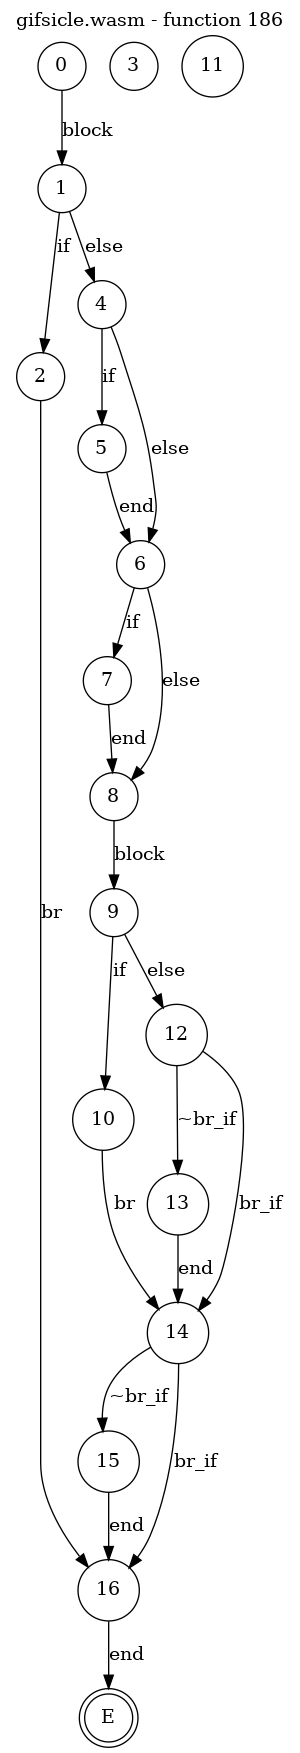 gifsicle.wasm - function 186
0
3
11
block
1
if
else
4
2
if
else
5
end
6
if
else
7
end
8
block
9
if
else
12
10
~br_if
br
br_if
13
br
end
14
~br_if
br_if
15
end
16
end
E